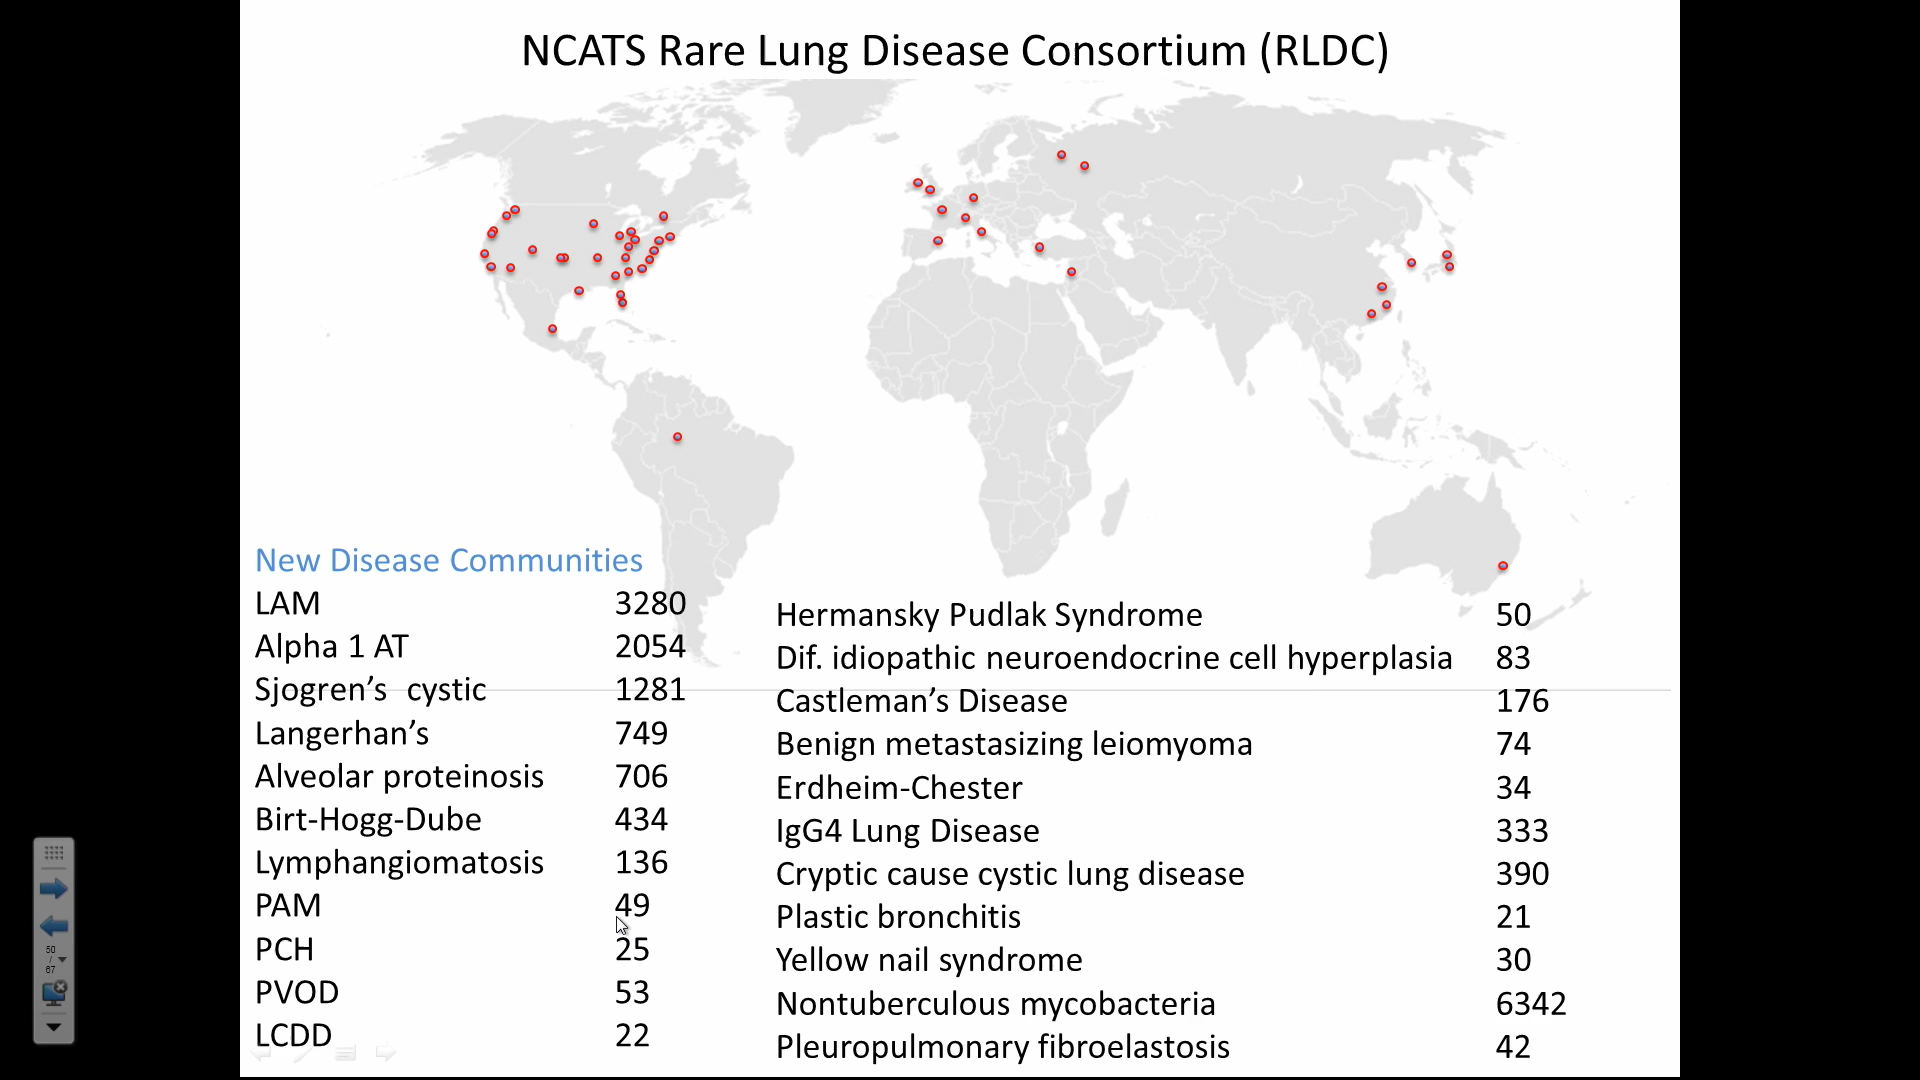 NCATS Rare Lung Disease Consortium (RLDC)
New Disease Communities
LAM 3280
Alpha 1 AT 2054
Sjogren’s cystic 1281
Langerhan’s 749
Alveolar proteinosis 706
Birt-Hogg-Dube 434
Lymphangiomatosis 136
PAM 49
PCH 25
PVOD 53
LCDD 22
Hermansky Pudlak Syndrome 50
Dif. idiopathic neuroendocrine cell hyperplasia 83
Castleman’s Disease 176
Benign metastasizing leiomyoma 74
Erdheim-Chester 34
IgG4 Lung Disease 333
Cryptic cause cystic lung disease 390
Plastic bronchitis 21
Yellow nail syndrome 30
Nontuberculous mycobacteria 6342
Pleuropulmonary fibroelastosis 42
50
/
67